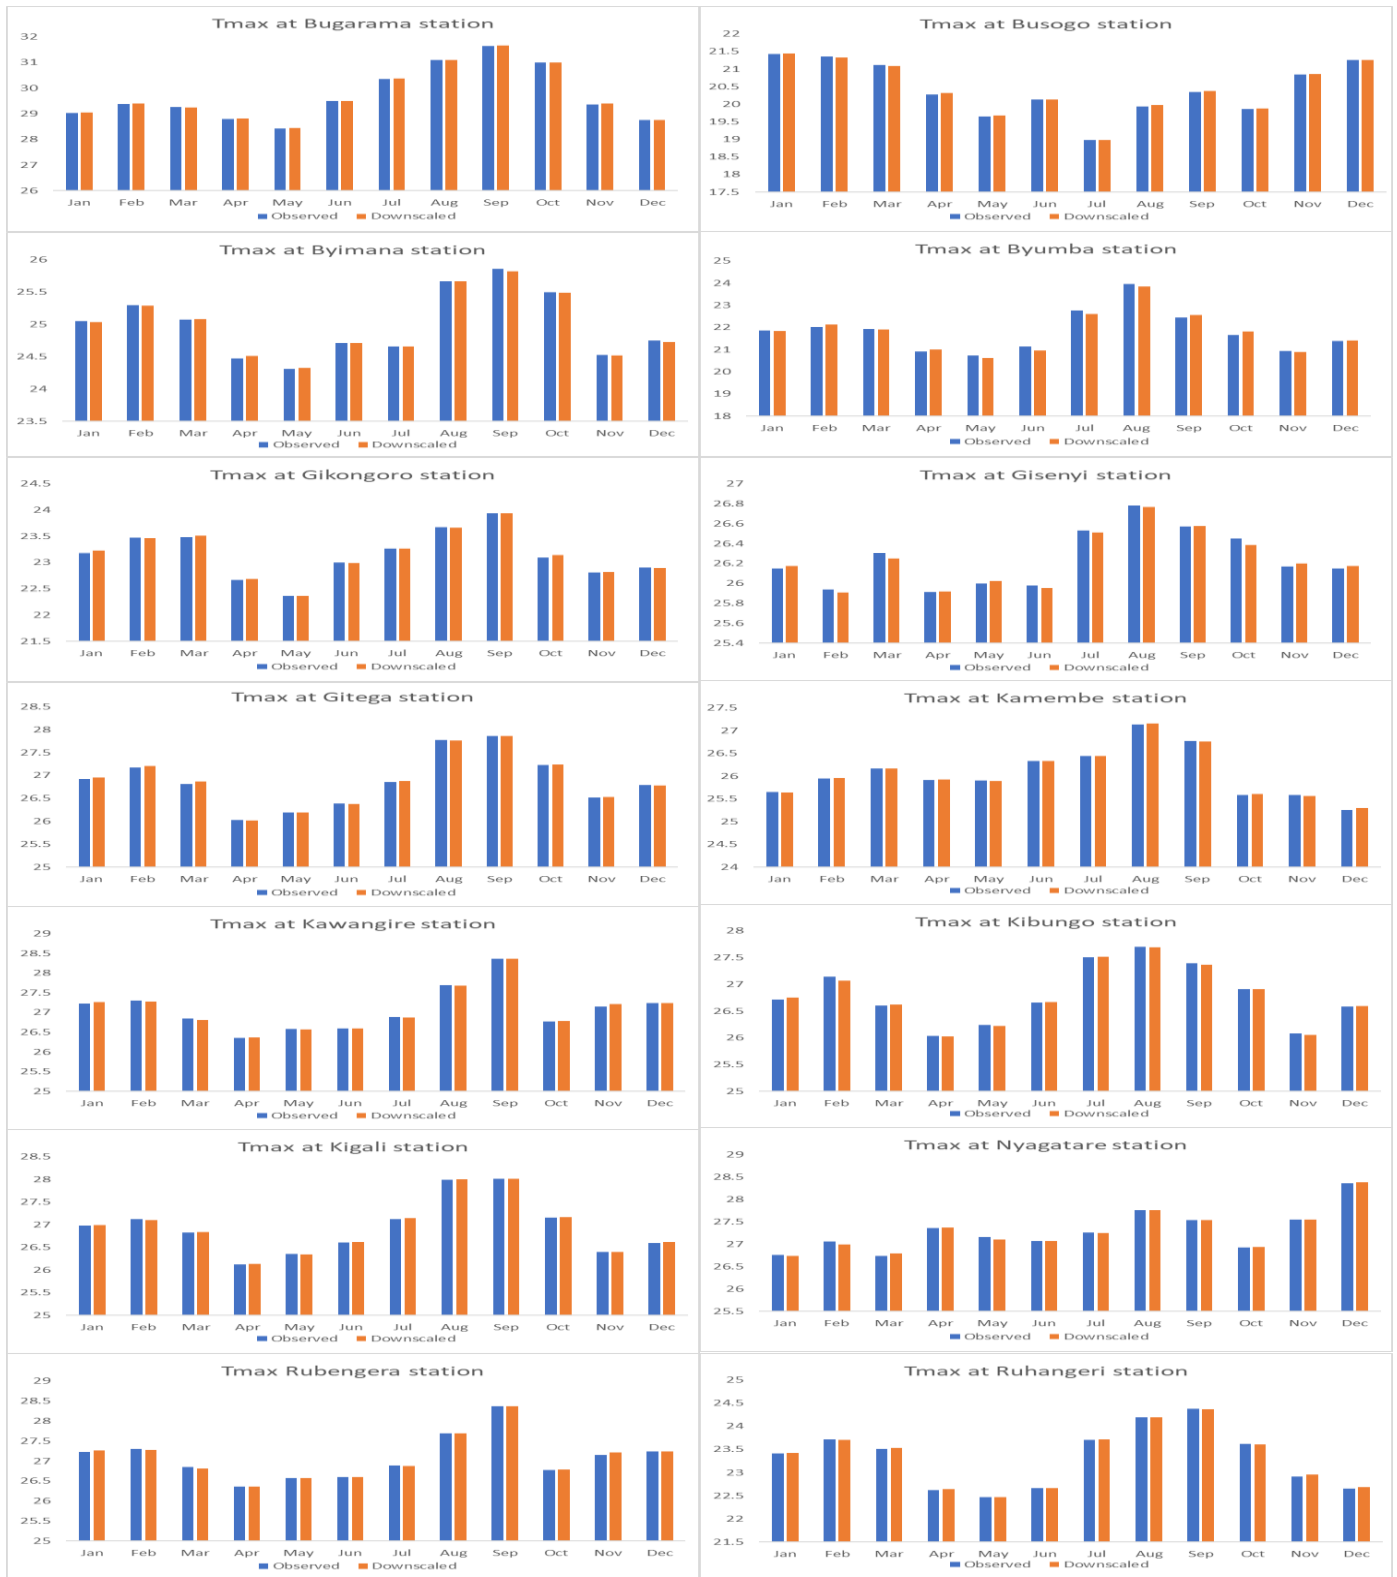 Tmax at Bugarama station
32
31
30
29
28
27
26
Jan Feb Mar Apr May Jun Jul Aug Sep Oct Nov Dec
Observed Downscaled
Tmax at Busogo station
22
21.5
21
20.5
20
19.5
19
18.5
18
17.5
Jan Feb Mar Apr May Jun Jul Aug Sep Oct Nov Dec
Observed Downscaled
Tmax at Byimana station
26
25.5
25
24.5
24
23.5
Jan Feb Mar Apr May Jun Jul Aug Sep Oct Nov Dec
Observed Downscaled
Tmax at Byumba station
25
24
23
22
21
20
19
18
Jan Feb Mar Apr May Jun Jul Aug Sep Oct Nov Dec
Observed Downscaled
Tmax at Gikongoro station
24.5
24
23.5
23
22.5
22
21.5
Jan Feb Mar Apr May Jun Jul Aug Sep Oct Nov Dec
Observed Downscaled
Tmax at Gisenyi station
27
26.8
26.6
26.4
26.2
26
25.8
25.6
25.4
Jan Feb Mar Apr May Jun Jul Aug Sep Oct Nov Dec
Observed Downscaled
Tmax at Gitega station
28.5
28
27.5
27
26.5
26
25.5
25
Jan Feb Mar Apr May Jun Jul Aug Sep Oct Nov Dec
Observed Downscaled
Tmax at Kamembe station
27.5
27
26.5
26
25.5
25
24.5
24
Jan Feb Mar Apr May Jun Jul Aug Sep Oct Nov Dec
Observed Downscaled
Tmax at Kawangire station
29
28.5
28
27.5
27
26.5
26
25.5
25
Jan Feb Mar Apr May Jun Jul Aug Sep Oct Nov Dec
Observed Downscaled
Tmax at Kibungo station
28
27.5
27
26.5
26
25.5
25
Jan Feb Mar Apr May Jun Jul Aug Sep Oct Nov Dec
Observed Downscaled
Tmax at Kigali station
28.5
28
27.5
27
26.5
26
25.5
25
Jan Feb Mar Apr May Jun Jul Aug Sep Oct Nov Dec
Observed Downscaled
Tmax at Nyagatare station
29
28.5
28
27.5
27
26.5
26
25.5
Jan Feb Mar Apr May Jun Jul Aug Sep Oct Nov Dec
Observed Downscaled
Tmax Rubengera station
29
28.5
28
27.5
27
26.5
26
25.5
25
Jan Feb Mar Apr May Jun Jul Aug Sep Oct Nov Dec
Observed Downscaled
Tmax at Ruhangeri station
25
24.5
24
23.5
23
22.5
22
21.5
Jan Feb Mar Apr May Jun Jul Aug Sep Oct Nov Dec
Observed Downscaled